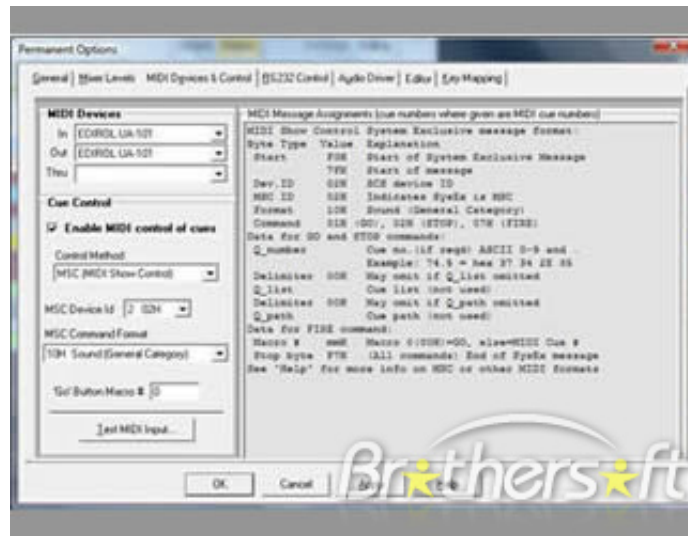 Permanent Options
General | Mixer Levels MIDI Devices & Control | RS232 Control | Audio Driver | Editor | Key Mapping |
MIDI Devices
In EDIROL UA-101
Out EDIROL UA-101
Thru
Cue Control
Enable MIDI control of cues
Control Method
MSC (MIDI Show Control)
MSC Device Id 2 02H
MSC Command Format
10H Sound (General Category)
'Go' Button Macro # 0
Test MIDI Input...
MIDI Message Assignments (cue numbers where given are MIDI cue numbers)
MIDI Show Control System Exclusive message format:
Byte Type Value Explanation
Start F0H Start of System Exclusive Message
7FH Start of message
Dev.ID 02H SCS device ID
MSC ID 02H Indicates SysEx is MSC
Format 10H Sound (General Category)
Command 01H (GO), 02H (STOP), 07H (FIRE)
Data for GO and STOP commands:
Q_number Cue no.(if reqd) ASCII 0-9 and .
Example: 74.5 = hex 37 34 2E 35
Delimiter 00H May omit if Q_list omitted
Q_list Cue list (not used)
Delimiter 00H May omit if Q_path omitted
Q_path Cue path (not used)
Data for FIRE command:
Macro # mmH Macro 0(00H)=GO, else=MIDI Cue #
Stop byte F7H (All commands) End of SysEx message
See "Help" for more info on MSC or other MIDI formats
OK Cancel Apply Help
Brothersoft